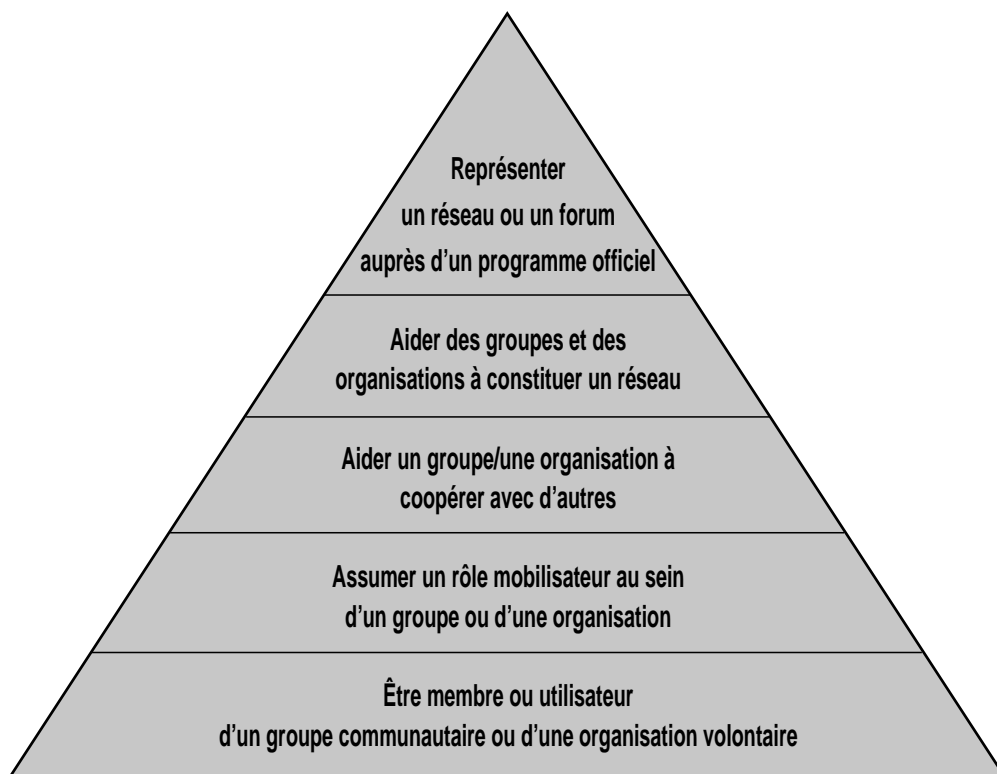 Représenter
un réseau ou un forum
auprès d’un programme officiel
Aider des groupes et des
organisations à constituer un réseau
Aider un groupe/une organisation à
coopérer avec d’autres
Assumer un rôle mobilisateur au sein
d’un groupe ou d’une organisation
Être membre ou utilisateur
d’un groupe communautaire ou d’une organisation volontaire